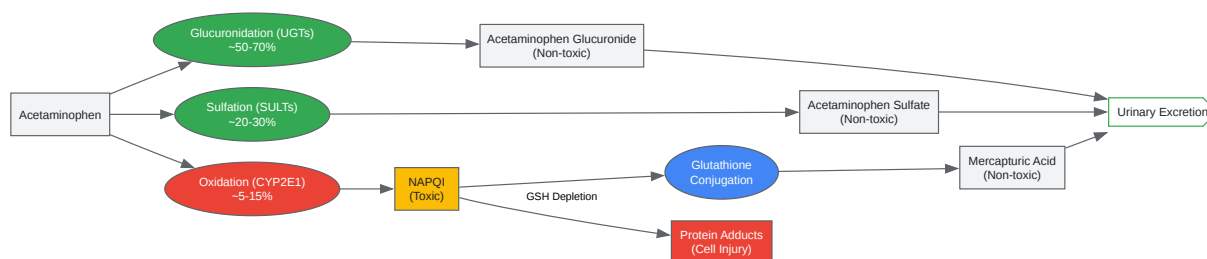 Glucuronidation (UGTs)
~50-70%
Acetaminophen Glucuronide
(Non-toxic)
Acetaminophen
Sulfation (SULTs)
~20-30%
Acetaminophen Sulfate
(Non-toxic)
Urinary Excretion
Oxidation (CYP2E1)
~5-15%
NAPQI
(Toxic)
GSH Depletion
Glutathione
Conjugation
Mercapturic Acid
(Non-toxic)
Protein Adducts
(Cell Injury)